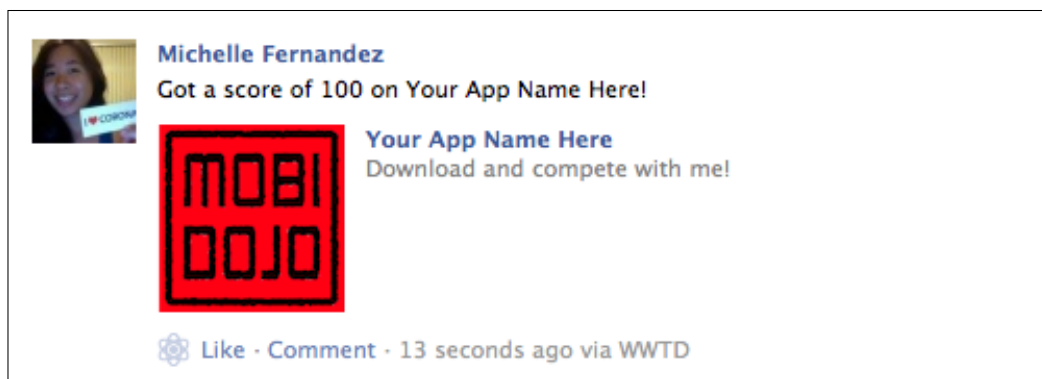 Michelle Fernandez
Got a score of 100 on Your App Name Here!
I ♥ CORONA
Your App Name Here
Download and compete with me!
MOBI
DOJO
Like · Comment · 13 seconds ago via WWTD